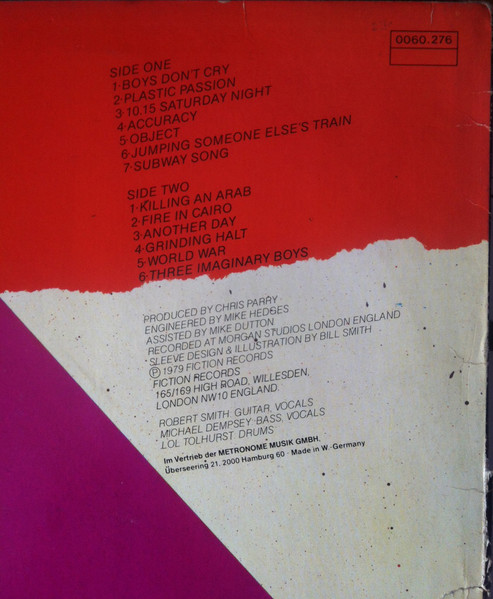 0060.276
SIDE ONE
1·BOYS DON'T CRY
2·PLASTIC PASSION
3·10.15 SATURDAY NIGHT
4·ACCURACY
5·OBJECT
6·JUMPING SOMEONE ELSE'S TRAIN
7·SUBWAY SONG
SIDE TWO
1·KILLING AN ARAB
2·FIRE IN CAIRO
3·ANOTHER DAY
4·GRINDING HALT
5·WORLD WAR
6·THREE IMAGINARY BOYS
PRODUCED BY CHRIS PARRY
ENGINEERED BY MIKE HEDGES
ASSISTED BY MIKE DUTTON
RECORDED AT MORGAN STUDIOS LONDON ENGLAND
SLEEVE DESIGN & ILLUSTRATION BY BILL SMITH
Ⓟ 1979 FICTION RECORDS
FICTION RECORDS
165/169 HIGH ROAD, WILLESDEN,
LONDON NW10 ENGLAND.
ROBERT SMITH: GUITAR, VOCALS
MICHAEL DEMPSEY: BASS, VOCALS
LOL TOLHURST: DRUMS
Im Vertrieb der METRONOME MUSIK GMBH.
Überseering 21, 2000 Hamburg 60 · Made in W.-Germany